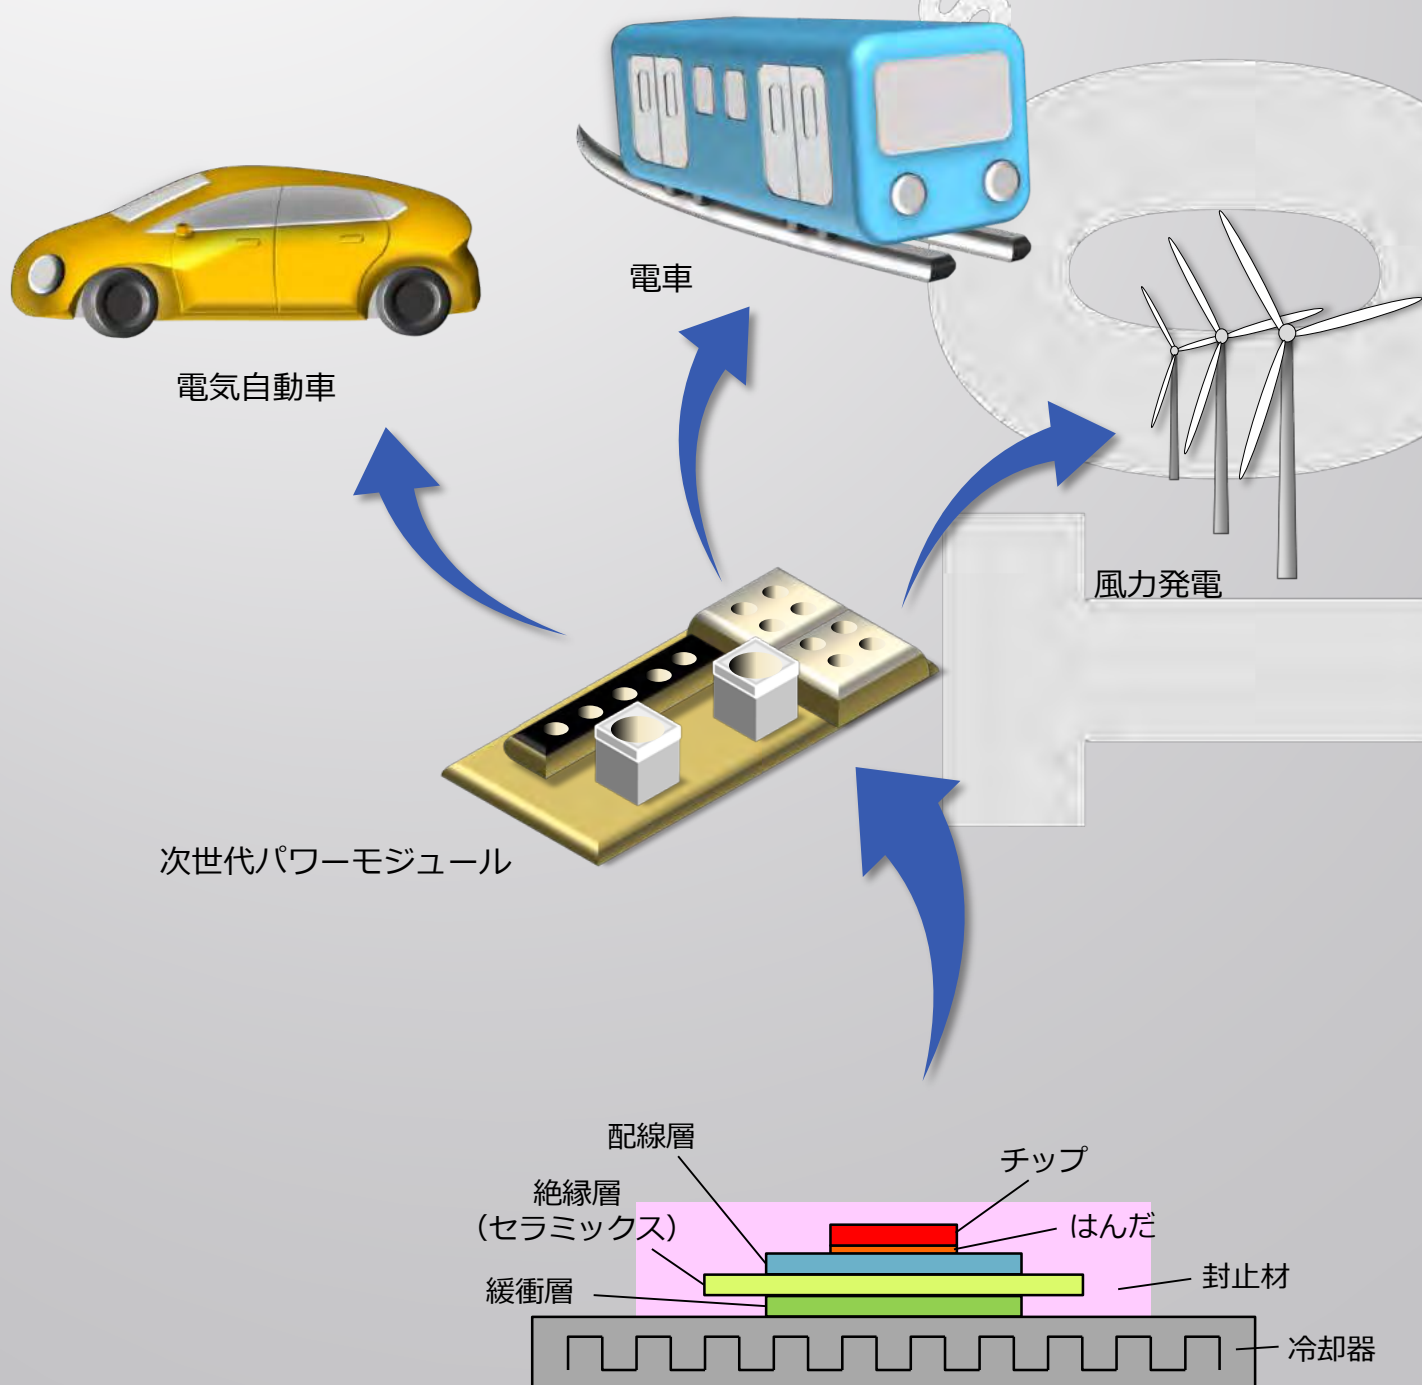 電車
電気自動車
風力発電
次世代パワーモジュール
配線層
チップ
絶縁層
（セラミックス）
はんだ
封止材
緩衝層
冷却器